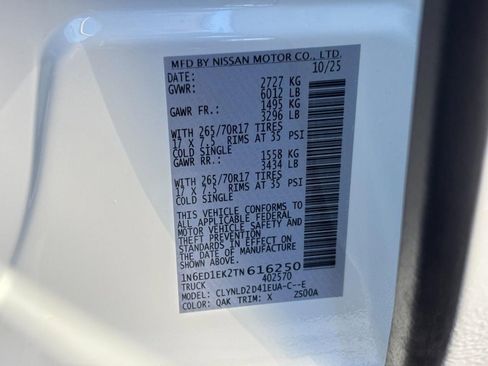 MFD BY NISSAN MOTOR CO., LTD.
DATE: 10/25
GVWR: 2727 KG
6012 LB
GAWR FR.: 1495 KG
3296 LB
WITH 265/70R17 TIRES
17 X 7.5 RIMS AT 35 PSI
COLD SINGLE
GAWR RR.: 1558 KG
3434 LB
WITH 265/70R17 TIRES
17 X 7.5 RIMS AT 35 PSI
COLD SINGLE
THIS VEHICLE CONFORMS TO
ALL APPLICABLE FEDERAL
MOTOR VEHICLE SAFETY AND
THEFT PREVENTION
STANDARDS IN EFFECT ON
THE DATE OF MANUFACTURE
SHOWN ABOVE.
1N6ED1EK2TN616250
TRUCK 402570
MODEL: CLYNLD2D41EUA-C--E
COLOR: QAK TRIM: X ZS00A